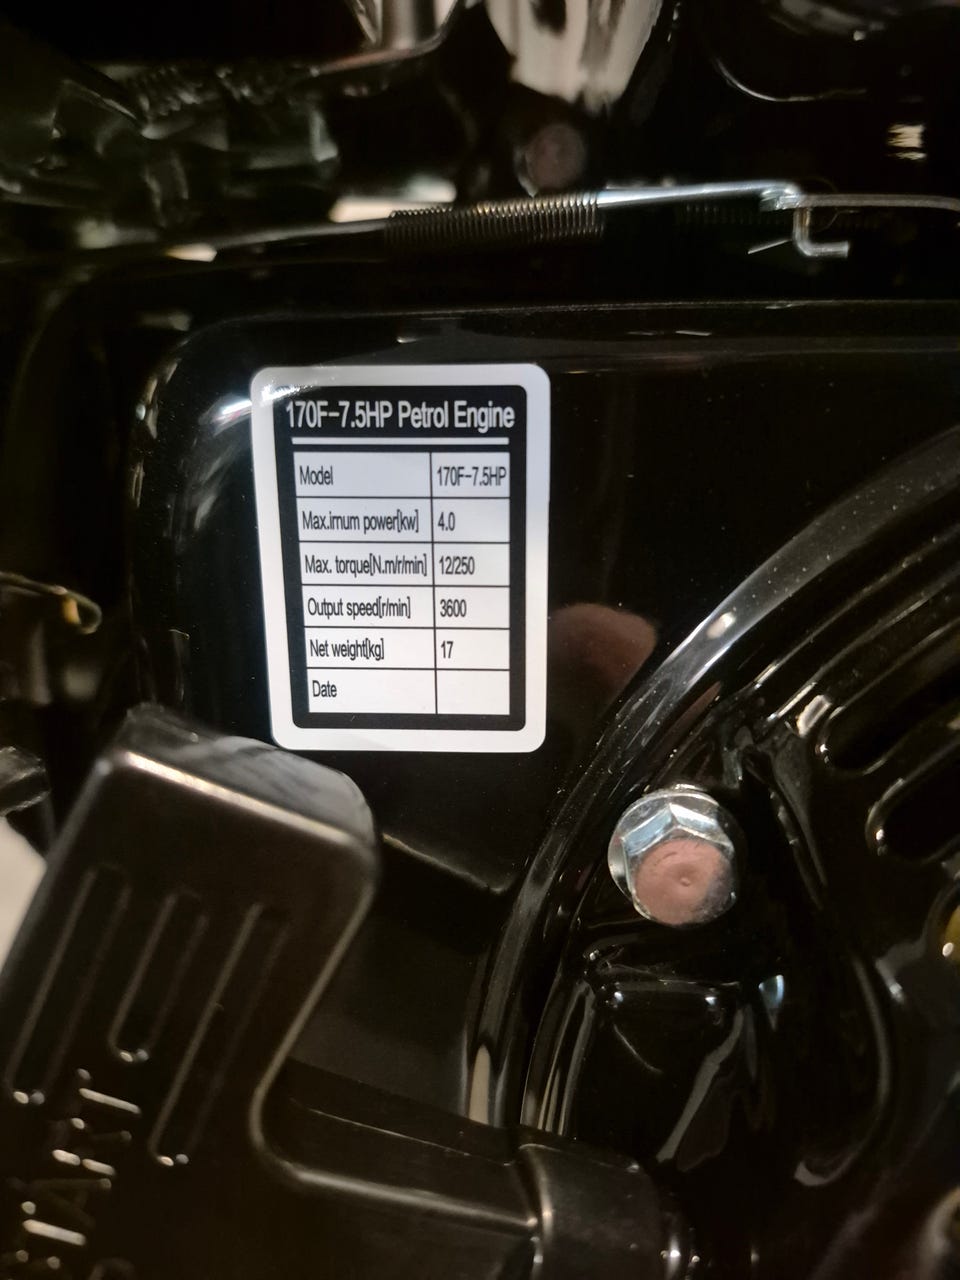 170F-7.5HP Petrol Engine
Model 170F-7.5HP
Max.imum power[kw] 4.0
Max. torque[N.m/r/min] 12/250
Output speed[r/min] 3600
Net weight[kg] 17
Date
START